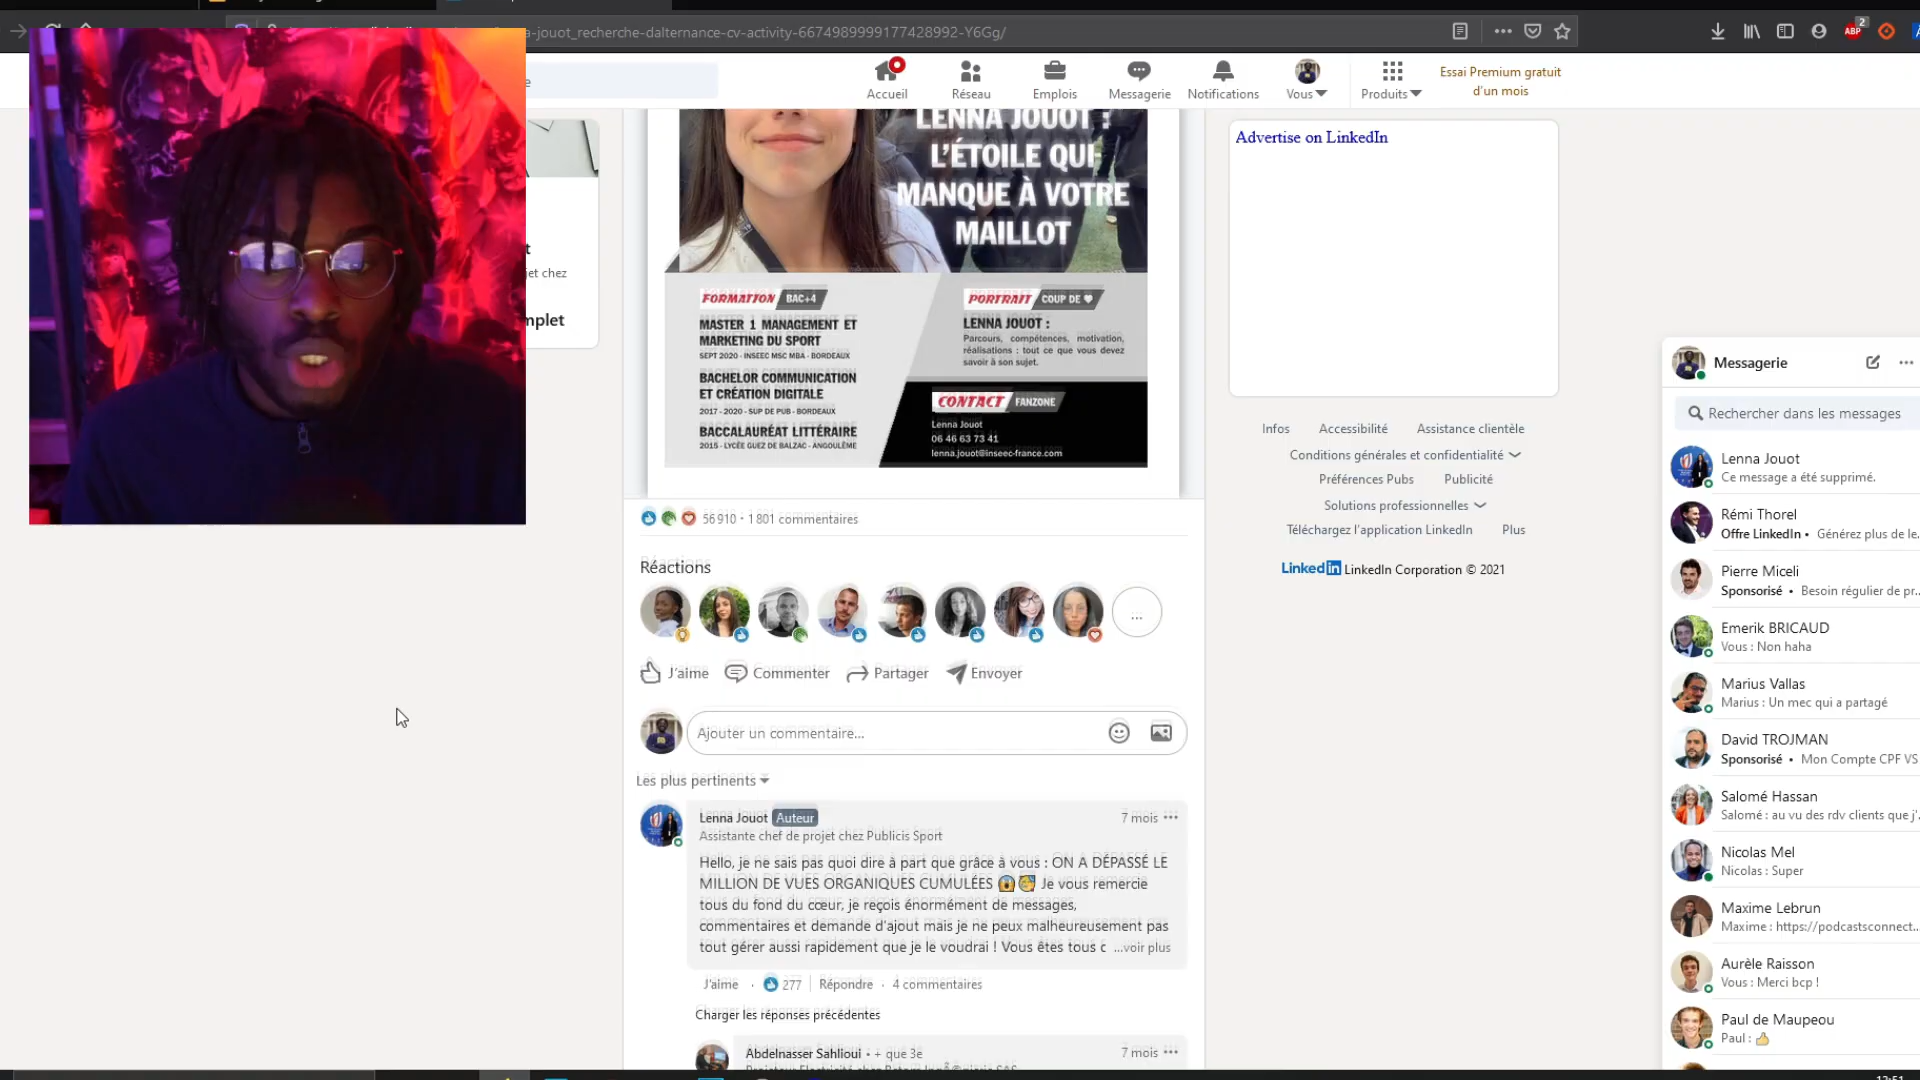 a-jouot_recherche-dalternance-cv-activity-6674989999177428992-Y6Gg/
ABP
2
e
Accueil
Réseau
Emplois
Messagerie
Notifications
Vous
Produits
Essai Premium gratuit
d'un mois
t
jet chez
mplet
LENNA JOUOT :
L'ÉTOILE QUI
MANQUE À VOTRE
MAILLOT
FORMATION BAC+4
MASTER 1 MANAGEMENT ET
MARKETING DU SPORT
SEPT 2020 - INSEEC MSC MBA - BORDEAUX
BACHELOR COMMUNICATION
ET CRÉATION DIGITALE
2017 - 2020 - SUP DE PUB - BORDEAUX
BACCALAURÉAT LITTÉRAIRE
2015 - LYCÉE GUEZ DE BALZAC - ANGOULÊME
PORTRAIT COUP DE
LENNA JOUOT :
Parcours, compétences, motivation,
réalisations : tout ce que vous devez
savoir à son sujet.
CONTACT FANZONE
Lenna Jouot
06 46 63 73 41
lenna.jouot@inseec-france.com
56 910 · 1 801 commentaires
Réactions
...
J'aime
Commenter
Partager
Envoyer
Ajouter un commentaire...
Les plus pertinents
Lenna Jouot Auteur
7 mois
Assistante chef de projet chez Publicis Sport
Hello, je ne sais pas quoi dire à part que grâce à vous : ON A DÉPASSÉ LE
MILLION DE VUES ORGANIQUES CUMULÉES 😱🥳 Je vous remercie
tous du fond du cœur, je reçois énormément de messages,
commentaires et demande d'ajout mais je ne peux malheureusement pas
tout gérer aussi rapidement que je le voudrai ! Vous êtes tous c ...voir plus
J'aime · 277 | Répondre · 4 commentaires
Charger les réponses précédentes
Abdelnasser Sahlioui • + que 3e
7 mois
Advertise on LinkedIn
Infos
Accessibilité
Assistance clientèle
Conditions générales et confidentialité
Préférences Pubs
Publicité
Solutions professionnelles
Téléchargez l'application LinkedIn
Plus
LinkedIn LinkedIn Corporation © 2021
Messagerie
Rechercher dans les messages
Lenna Jouot
Ce message a été supprimé.
Rémi Thorel
Offre LinkedIn • Générez plus de le...
Pierre Miceli
Sponsorisé • Besoin régulier de pr...
Emerik BRICAUD
Vous : Non haha
Marius Vallas
Marius : Un mec qui a partagé
David TROJMAN
Sponsorisé • Mon Compte CPF VS
Salomé Hassan
Salomé : au vu des rdv clients que j'...
Nicolas Mel
Nicolas : Super
Maxime Lebrun
Maxime : https://podcastsconnect...
Aurèle Raisson
Vous : Merci bcp !
Paul de Maupeou
Paul : 👍